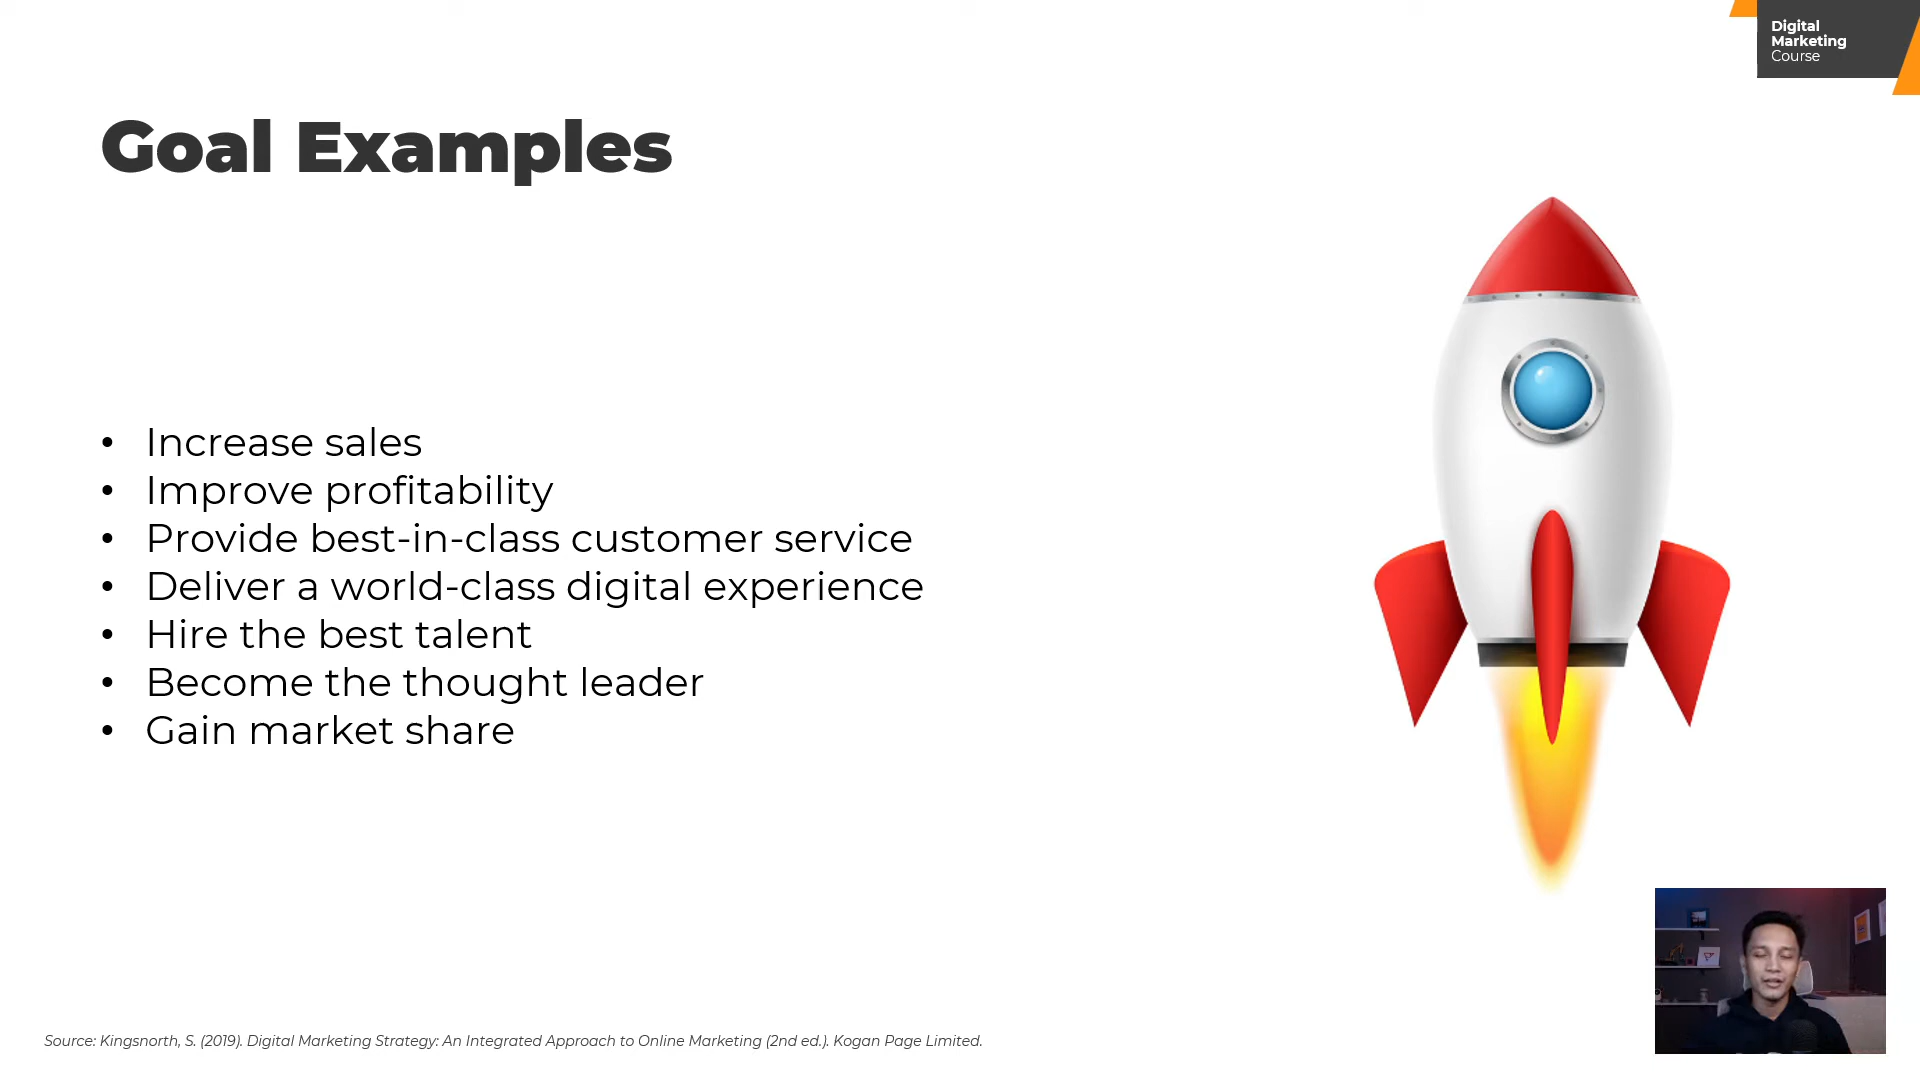 Digital
Marketing
Course
Goal Examples
• Increase sales
• Improve profitability
• Provide best-in-class customer service
• Deliver a world-class digital experience
• Hire the best talent
• Become the thought leader
• Gain market share
Source: Kingsnorth, S. (2019). Digital Marketing Strategy: An Integrated Approach to Online Marketing (2nd ed.). Kogan Page Limited.